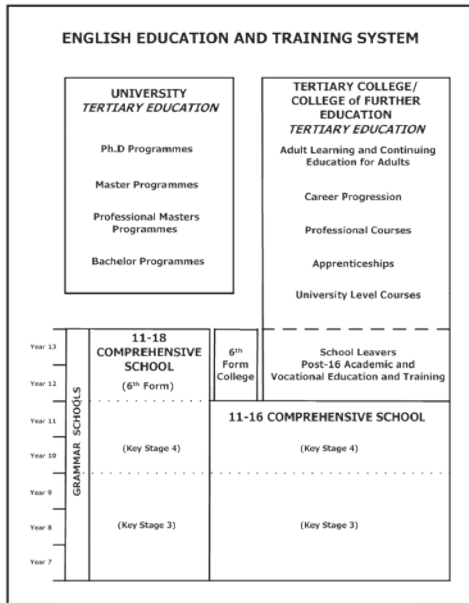 ENGLISH EDUCATION AND TRAINING SYSTEM
UNIVERSITY
TERTIARY EDUCATION
Ph.D Programmes
Master Programmes
Professional Masters
Programmes
Bachelor Programmes
TERTIARY COLLEGE/
COLLEGE of FURTHER
EDUCATION
TERTIARY EDUCATION
Adult Learning and Continuing
Education for Adults
Career Progression
Professional Courses
Apprenticeships
University Level Courses
Year 13
Year 12
Year 11
Year 10
Year 9
Year 8
Year 7
GRAMMAR SCHOOLS
11-18
COMPREHENSIVE
SCHOOL
(6th Form)
(Key Stage 4)
(Key Stage 3)
6th
Form
College
School Leavers
Post-16 Academic and
Vocational Education and Training
11-16 COMPREHENSIVE SCHOOL
(Key Stage 4)
(Key Stage 3)